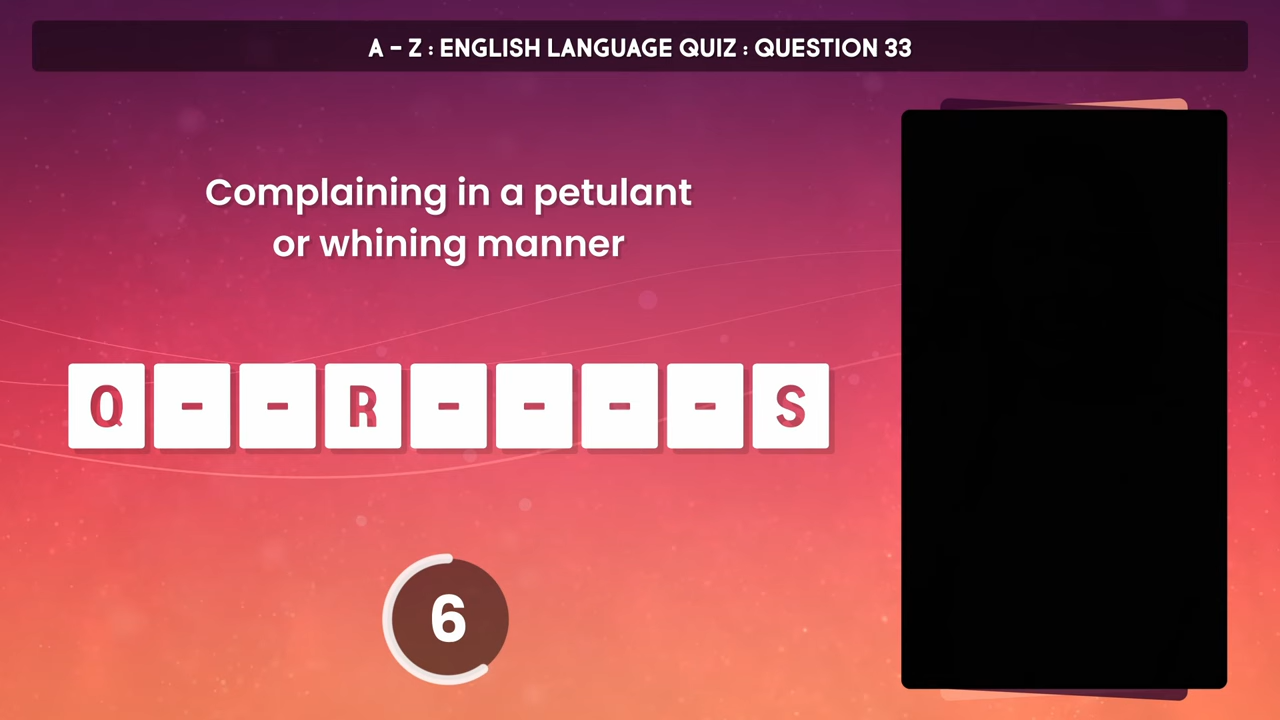 A - Z : ENGLISH LANGUAGE QUIZ : QUESTION 33
Complaining in a petulant
or whining manner
Q - - R - - - - S
6